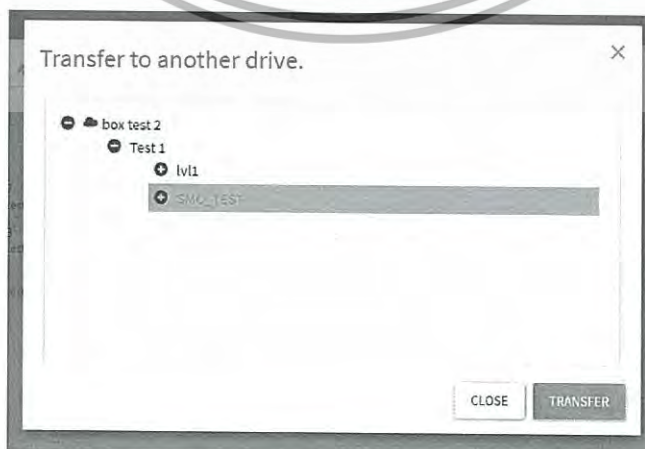 Transfer to another drive.
box test 2
Test 1
lvl1
SMO_TEST
CLOSE TRANSFER